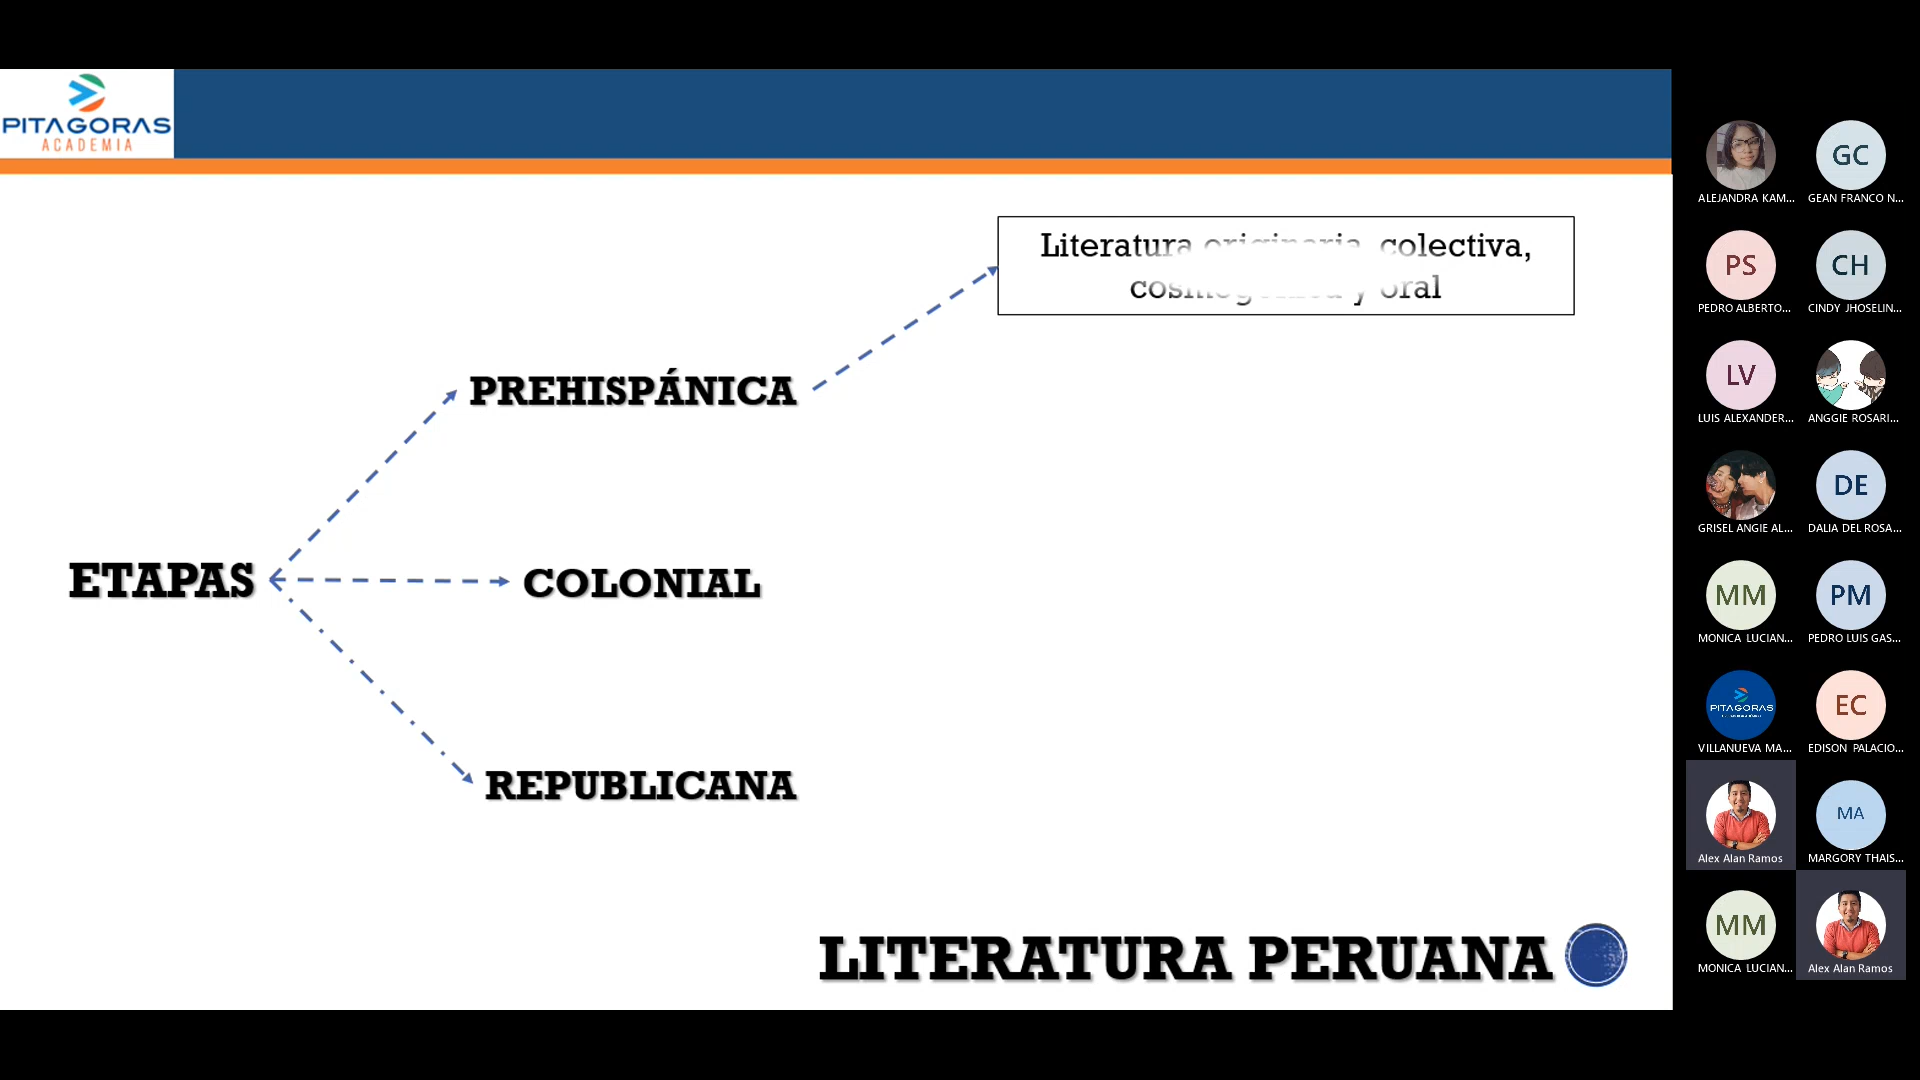 PITAGORAS
ACADEMIA
Literatura originaria, colectiva,
cosmogónica y oral
PREHISPÁNICA
ETAPAS
COLONIAL
REPUBLICANA
LITERATURA PERUANA
ALEJANDRA KAM...
GC
GEAN FRANCO N...
PS
PEDRO ALBERTO...
CH
CINDY JHOSELIN...
LV
LUIS ALEXANDER...
ANGGIE ROSARI...
GRISEL ANGIE AL...
DE
DALIA DEL ROSA...
MM
MONICA LUCIAN...
PM
PEDRO LUIS GAS...
PITAGORAS
VILLANUEVA MA...
EC
EDISON PALACIO...
Alex Alan Ramos
MA
MARGORY THAIS...
MM
MONICA LUCIAN...
Alex Alan Ramos